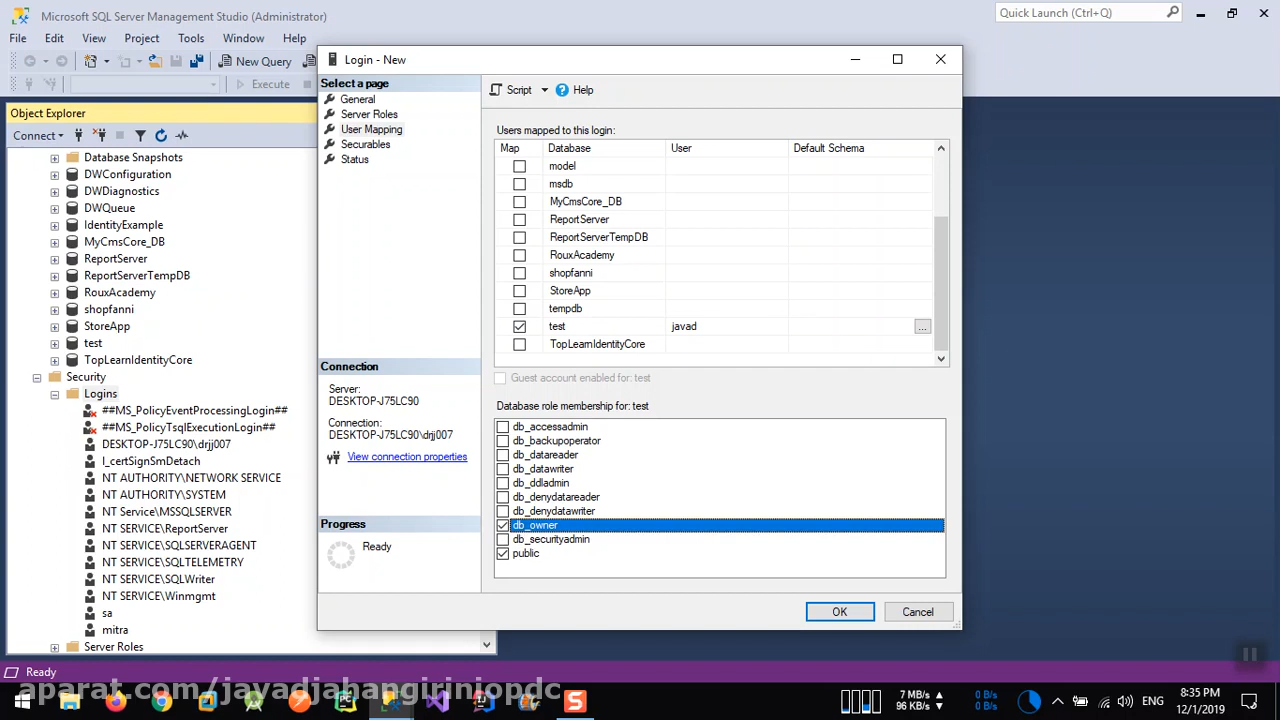 Microsoft SQL Server Management Studio (Administrator)
Quick Launch (Ctrl+Q)
File Edit View Project Tools Window Help
New Query
Execute
Object Explorer
Connect
Database Snapshots
DWConfiguration
DWDiagnostics
DWQueue
IdentityExample
MyCmsCore_DB
ReportServer
ReportServerTempDB
RouxAcademy
shopfanni
StoreApp
test
TopLearnIdentityCore
Security
Logins
##MS_PolicyEventProcessingLogin##
##MS_PolicyTsqlExecutionLogin##
DESKTOP-J75LC90\drjj007
l_certSignSmDetach
NT AUTHORITY\NETWORK SERVICE
NT AUTHORITY\SYSTEM
NT Service\MSSQLSERVER
NT SERVICE\ReportServer
NT SERVICE\SQLSERVERAGENT
NT SERVICE\SQLTELEMETRY
NT SERVICE\SQLWriter
NT SERVICE\Winmgmt
sa
mitra
Server Roles
Login - New
Select a page
General
Server Roles
User Mapping
Securables
Status
Connection
Server:
DESKTOP-J75LC90
Connection:
DESKTOP-J75LC90\drjj007
View connection properties
Progress
Ready
Script Help
Users mapped to this login:
Map Database User Default Schema
model
msdb
MyCmsCore_DB
ReportServer
ReportServerTempDB
RouxAcademy
shopfanni
StoreApp
tempdb
test javad ...
TopLearnIdentityCore
Guest account enabled for: test
Database role membership for: test
db_accessadmin
db_backupoperator
db_datareader
db_datawriter
db_ddladmin
db_denydatareader
db_denydatawriter
db_owner
db_securityadmin
public
OK Cancel
Ready
aparat.com/javadjahangiriniopdc
7 MB/s 0 B/s
96 KB/s 0 B/s
ENG
8:35 PM
12/1/2019